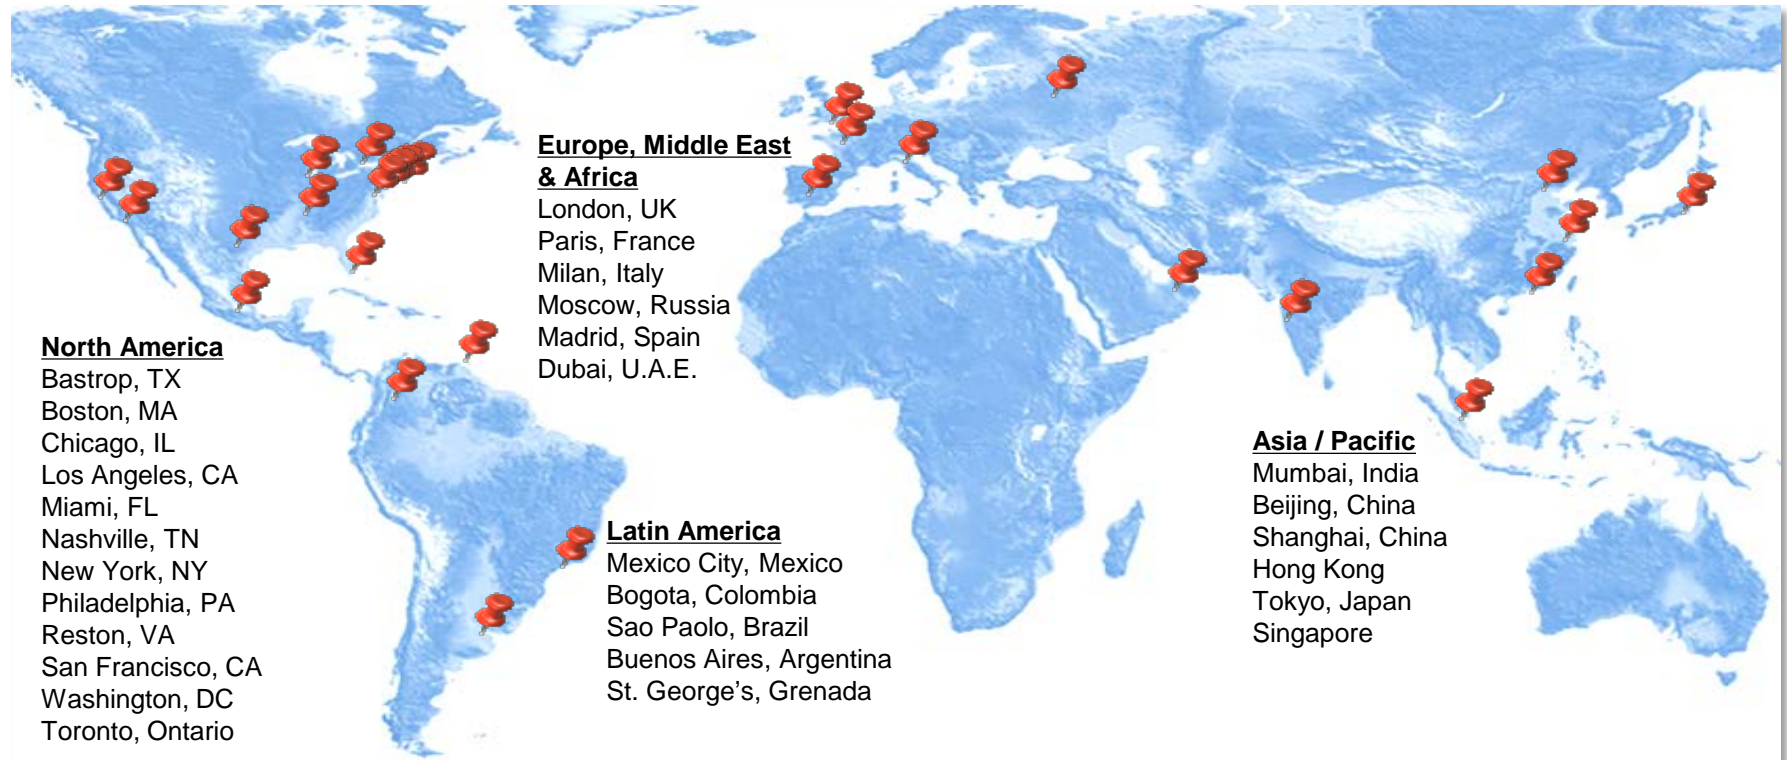 Europe, Middle East
& Africa
London, UK
Paris, France
Milan, Italy
Moscow, Russia
Madrid, Spain
Dubai, U.A.E.
North America
Bastrop, TX
Boston, MA
Chicago, IL
Los Angeles, CA
Miami, FL
Nashville, TN
New York, NY
Philadelphia, PA
Reston, VA
San Francisco, CA
Washington, DC
Toronto, Ontario
Latin America
Mexico City, Mexico
Bogota, Colombia
Sao Paolo, Brazil
Buenos Aires, Argentina
St. George’s, Grenada
Asia / Pacific
Mumbai, India
Beijing, China
Shanghai, China
Hong Kong
Tokyo, Japan
Singapore